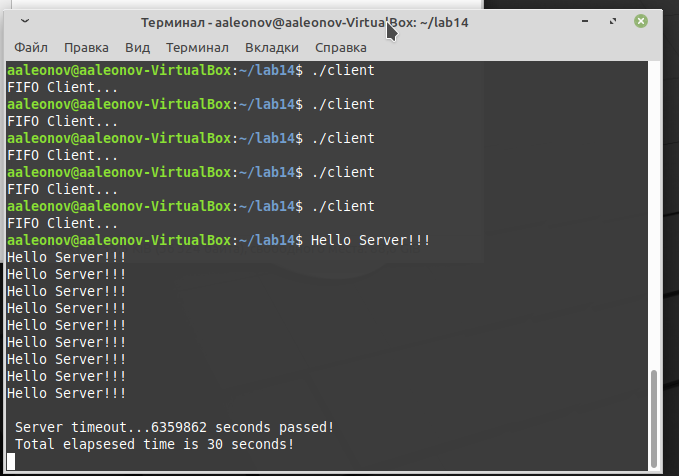 Терминал - aaleonov@aaleonov-VirtualBox: ~/lab14
Файл Правка Вид Терминал Вкладки Справка
aaleonov@aaleonov-VirtualBox:~/lab14$ ./client
FIFO Client...
aaleonov@aaleonov-VirtualBox:~/lab14$ ./client
FIFO Client...
aaleonov@aaleonov-VirtualBox:~/lab14$ ./client
FIFO Client...
aaleonov@aaleonov-VirtualBox:~/lab14$ ./client
FIFO Client...
aaleonov@aaleonov-VirtualBox:~/lab14$ ./client
FIFO Client...
aaleonov@aaleonov-VirtualBox:~/lab14$ Hello Server!!!
Hello Server!!!
Hello Server!!!
Hello Server!!!
Hello Server!!!
Hello Server!!!
Hello Server!!!
Hello Server!!!
Hello Server!!!
Hello Server!!!

Server timeout...6359862 seconds passed!
Total elapsesed time is 30 seconds!